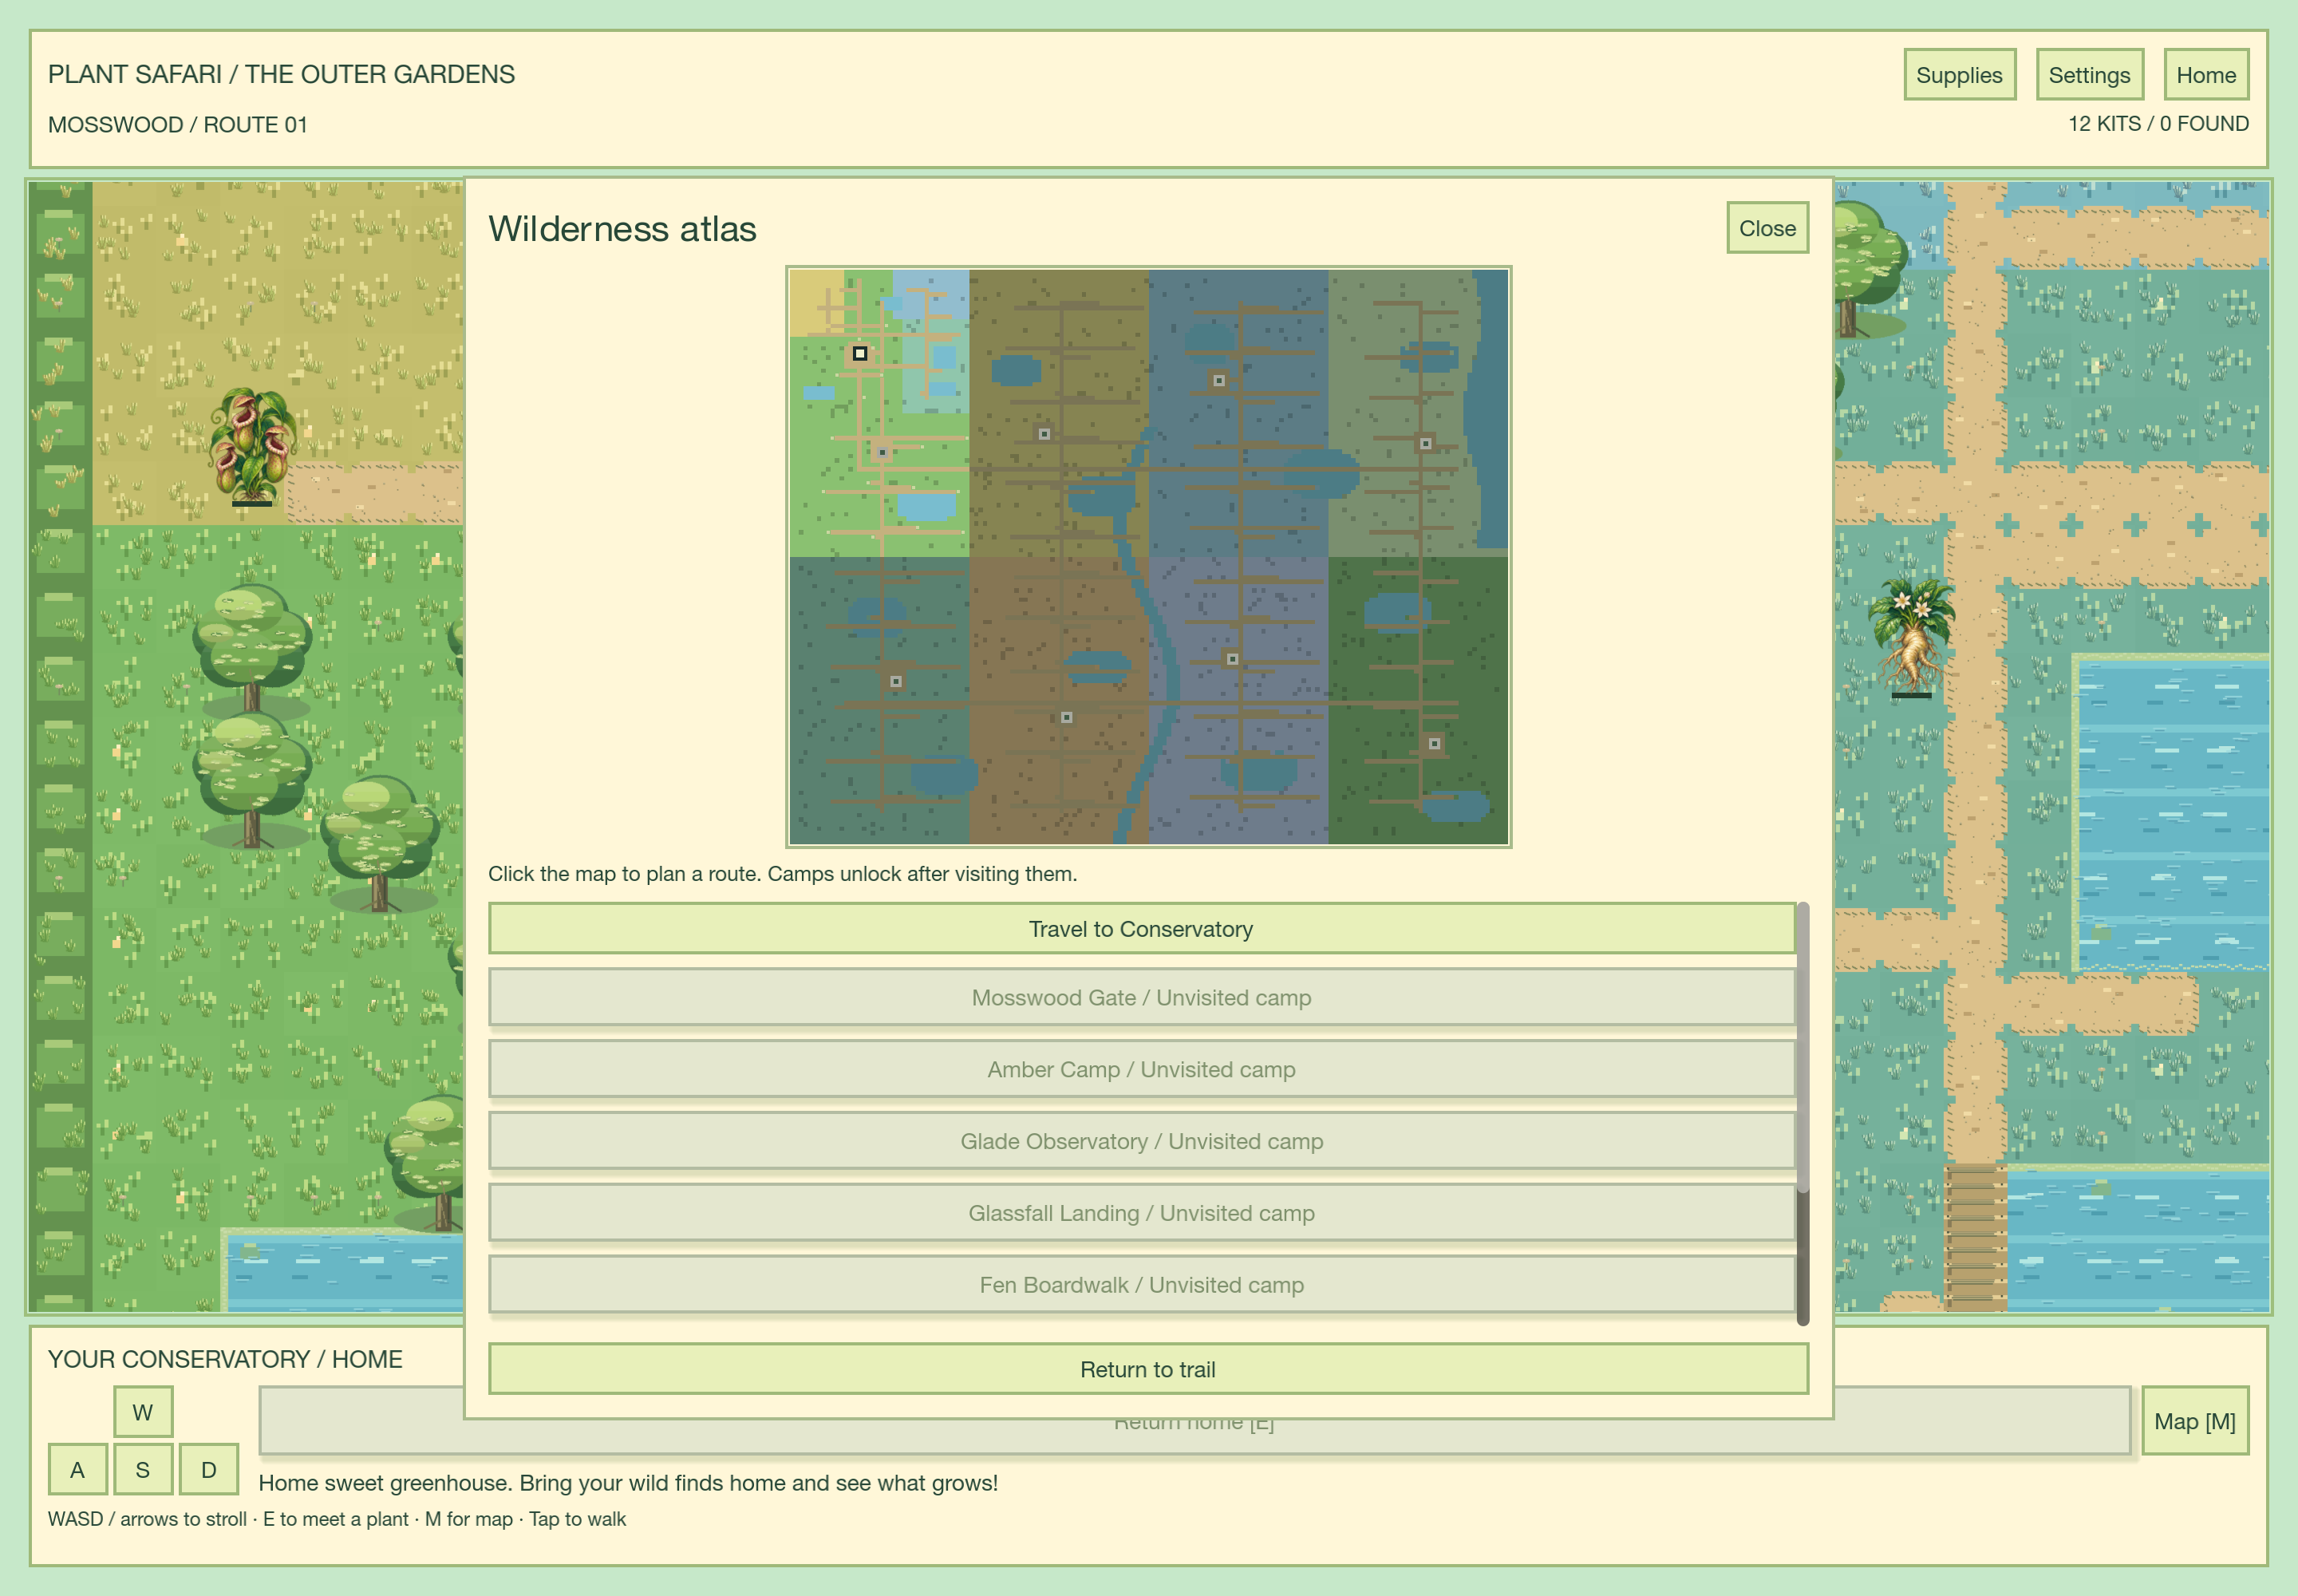 PLANT SAFARI / THE OUTER GARDENS
Supplies
Settings
Home
MOSSWOOD / ROUTE 01
12 KITS / 0 FOUND
Wilderness atlas
Close
Click the map to plan a route. Camps unlock after visiting them.
Travel to Conservatory
Mosswood Gate / Unvisited camp
Amber Camp / Unvisited camp
Glade Observatory / Unvisited camp
Glassfall Landing / Unvisited camp
Fen Boardwalk / Unvisited camp
Return to trail
YOUR CONSERVATORY / HOME
W
A
S
D
Return home [E]
Map [M]
Home sweet greenhouse. Bring your wild finds home and see what grows!
WASD / arrows to stroll · E to meet a plant · M for map · Tap to walk